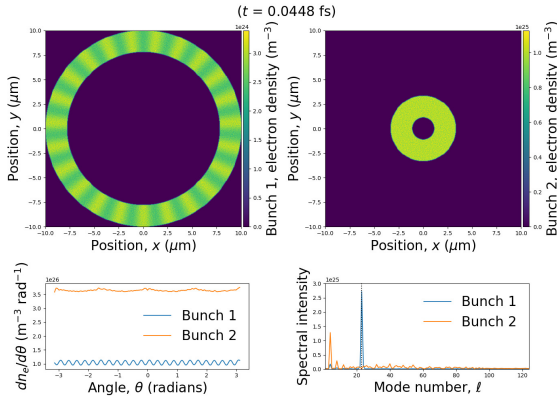 (t = 0.0448 fs)
1e24
1e25
10.0
7.5
5.0
2.5
0.0
−2.5
−5.0
−7.5
−10.0
Position, y (μm)
−10.0 −7.5 −5.0 −2.5 0.0 2.5 5.0 7.5 10.0
Position, x (μm)
3.0
2.5
2.0
1.5
1.0
0.5
0.0
Bunch 1, electron density (m⁻³)
10.0
7.5
5.0
2.5
0.0
−2.5
−5.0
−7.5
−10.0
Position, y (μm)
−10.0 −7.5 −5.0 −2.5 0.0 2.5 5.0 7.5 10.0
Position, x (μm)
1.0
0.8
0.6
0.4
0.2
0.0
Bunch 2, electron density (m⁻³)
1e26
3.5
3.0
2.5
2.0
1.5
1.0
dnₑ/dθ (m⁻³ rad⁻¹)
Bunch 1
Bunch 2
−3 −2 −1 0 1 2 3
Angle, θ (radians)
1e25
3.0
2.5
2.0
1.5
1.0
0.5
0.0
Spectral intensity
Bunch 1
Bunch 2
20 40 60 80 100 120
Mode number, ℓ